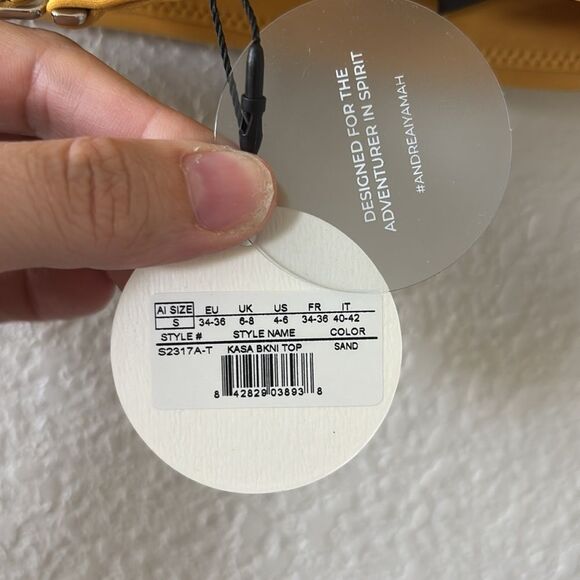 DESIGNED FOR THE
ADVENTURER IN SPIRIT
#ANDREAIYAMAH
AI SIZE EU UK US FR IT
S 34-36 6-8 4-6 34-36 40-42
STYLE # STYLE NAME COLOR
S2317A-T KASA BKNI TOP SAND
8 42829 03893 8